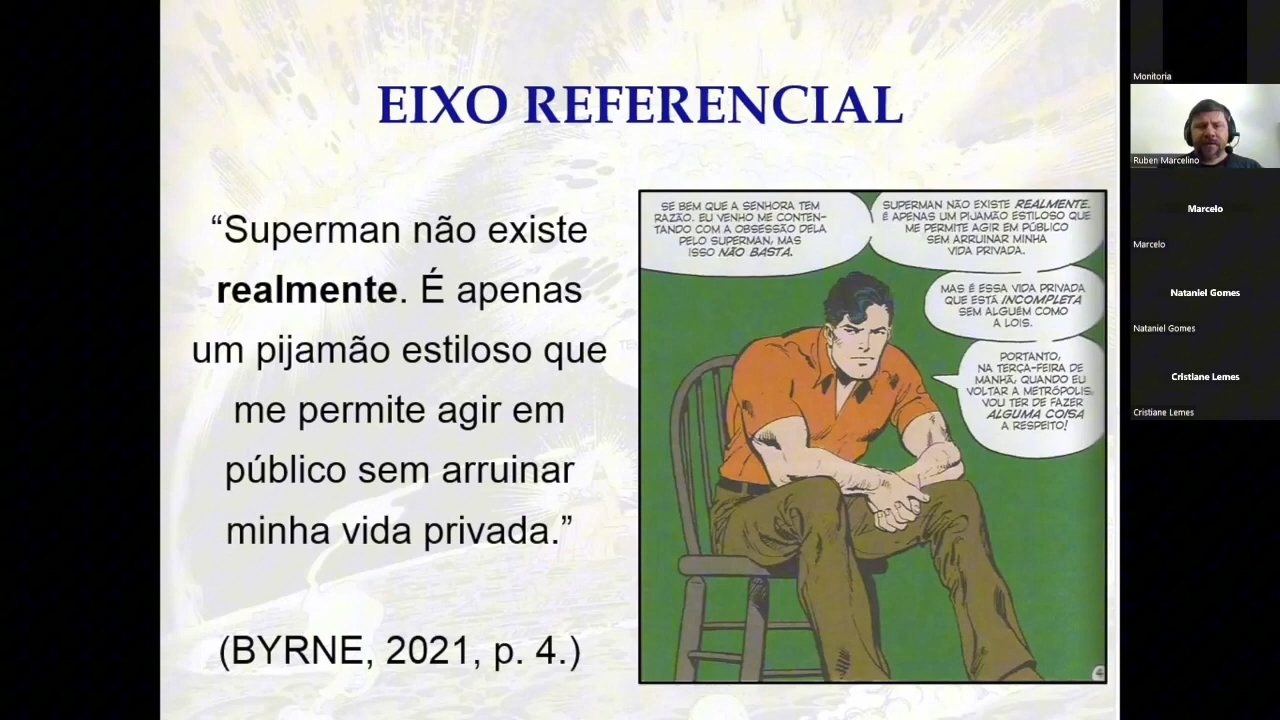 EIXO REFERENCIAL
“Superman não existe
realmente. É apenas
um pijamão estiloso que
me permite agir em
público sem arruinar
minha vida privada.”
(BYRNE, 2021, p. 4.)
SE BEM QUE A SENHORA TEM
RAZÃO. EU VENHO ME CONTEN-
TANDO COM A OBSESSÃO DELA
PELO SUPERMAN, MAS
ISSO NÃO BASTA.
SUPERMAN NÃO EXISTE REALMENTE.
É APENAS UM PIJAMÃO ESTILOSO QUE
ME PERMITE AGIR EM PÚBLICO
SEM ARRUINAR MINHA
VIDA PRIVADA.
MAS É ESSA VIDA PRIVADA
QUE ESTÁ INCOMPLETA
SEM ALGUÉM COMO
A LOIS.
PORTANTO,
NA TERÇA-FEIRA DE
MANHÃ, QUANDO EU
VOLTAR A METRÓPOLIS,
VOU TER DE FAZER
ALGUMA COISA
A RESPEITO!
4
Monitoria
Ruben Marcelino
Marcelo
Marcelo
Nataniel Gomes
Nataniel Gomes
Cristiane Lemes
Cristiane Lemes